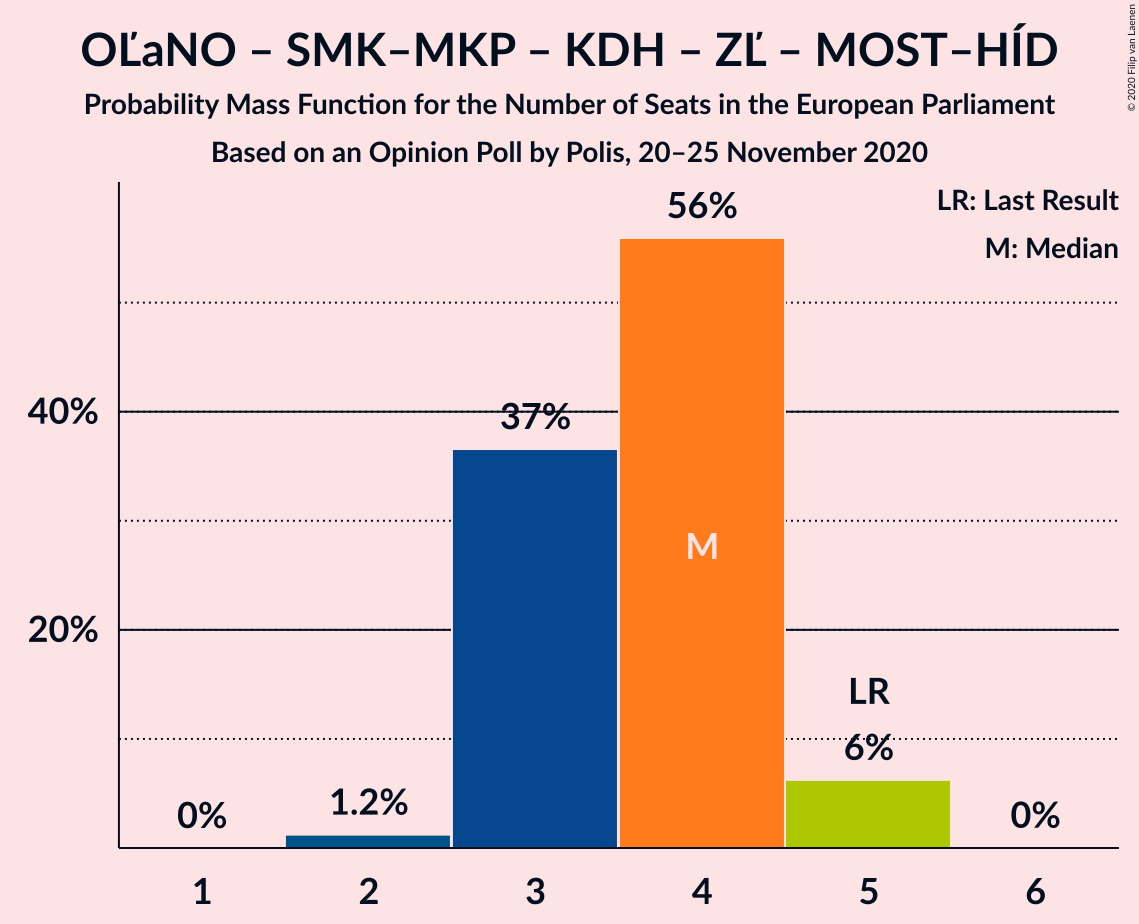 OĽaNO – SMK–MKP – KDH – ZĽ – MOST–HÍD
Probability Mass Function for the Number of Seats in the European Parliament
Based on an Opinion Poll by Polis, 20–25 November 2020
© 2020 Filip van Laenen
LR: Last Result
M: Median
56%
40%
37%
M
20%
LR
6%
1.2%
0%
0%
1 2 3 4 5 6